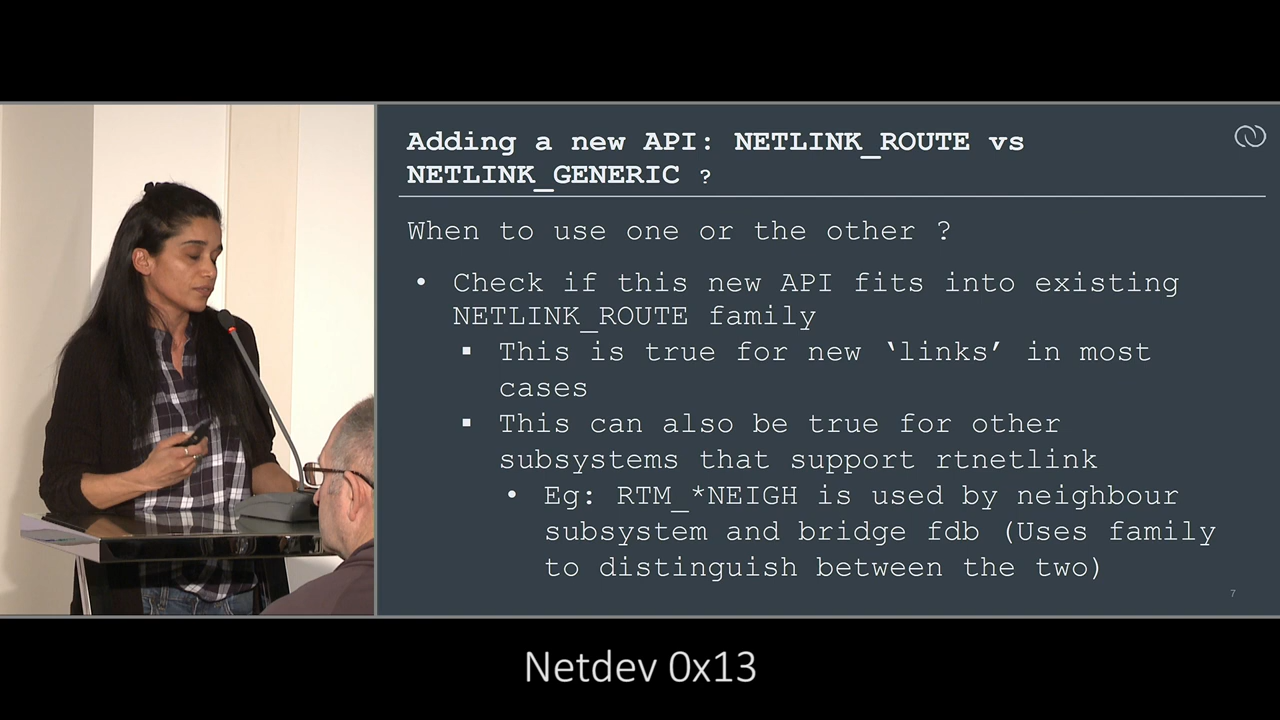 Adding a new API: NETLINK_ROUTE vs
NETLINK_GENERIC ?
When to use one or the other ?
• Check if this new API fits into existing
NETLINK_ROUTE family
▪ This is true for new ‘links’ in most
cases
▪ This can also be true for other
subsystems that support rtnetlink
• Eg: RTM_*NEIGH is used by neighbour
subsystem and bridge fdb (Uses family
to distinguish between the two)
7
Netdev 0x13